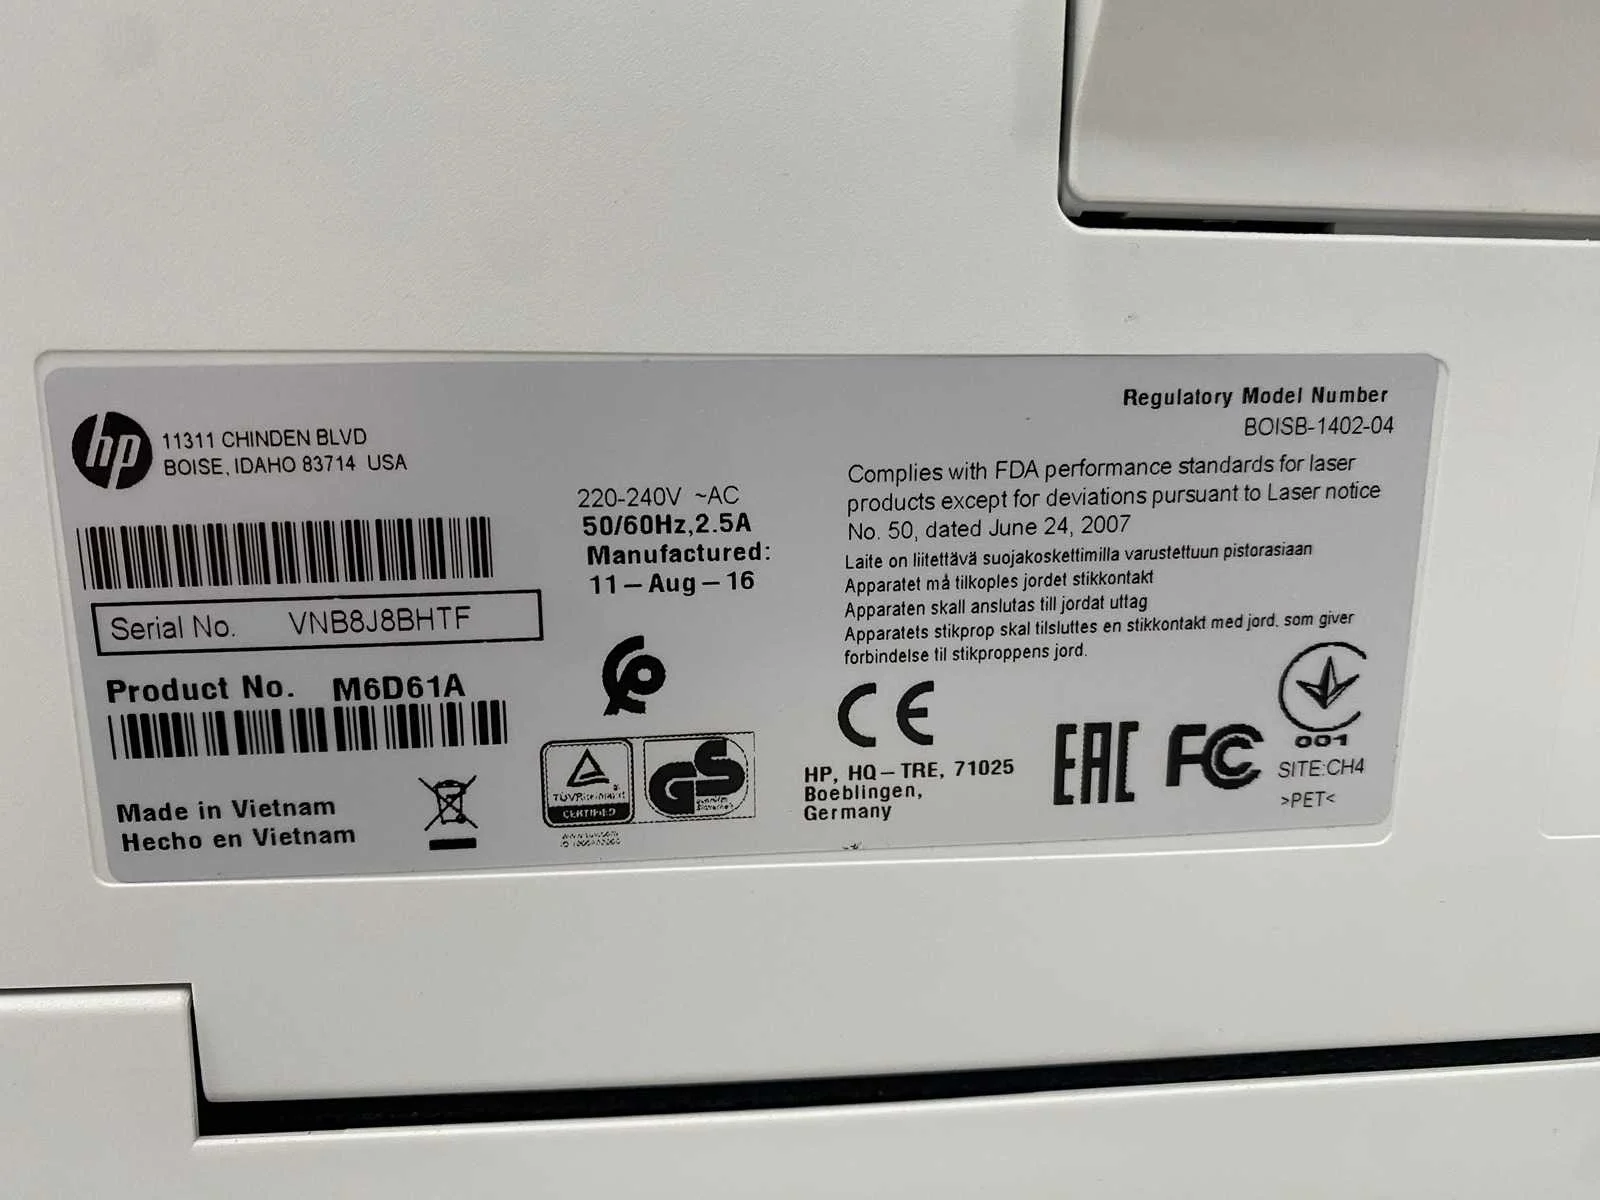 hp
11311 CHINDEN BLVD
BOISE, IDAHO 83714 USA
Serial No. VNB8J8BHTF
Product No. M6D61A
Made in Vietnam
Hecho en Vietnam
220-240V ~AC
50/60Hz,2.5A
Manufactured:
11-Aug-16
TÜVRheinland
CERTIFIED
GS
Regulatory Model Number
BOISB-1402-04
Complies with FDA performance standards for laser
products except for deviations pursuant to Laser notice
No. 50, dated June 24, 2007
Laite on liitettävä suojakoskettimilla varustettuun pistorasiaan
Apparatet må tilkoples jordet stikkontakt
Apparaten skall anslutas till jordat uttag
Apparatets stikprop skal tilsluttes en stikkontakt med jord. som giver
forbindelse til stikproppens jord.
CE
HP, HQ-TRE, 71025
Boeblingen,
Germany
EAC
FC
001
SITE:CH4
>PET<